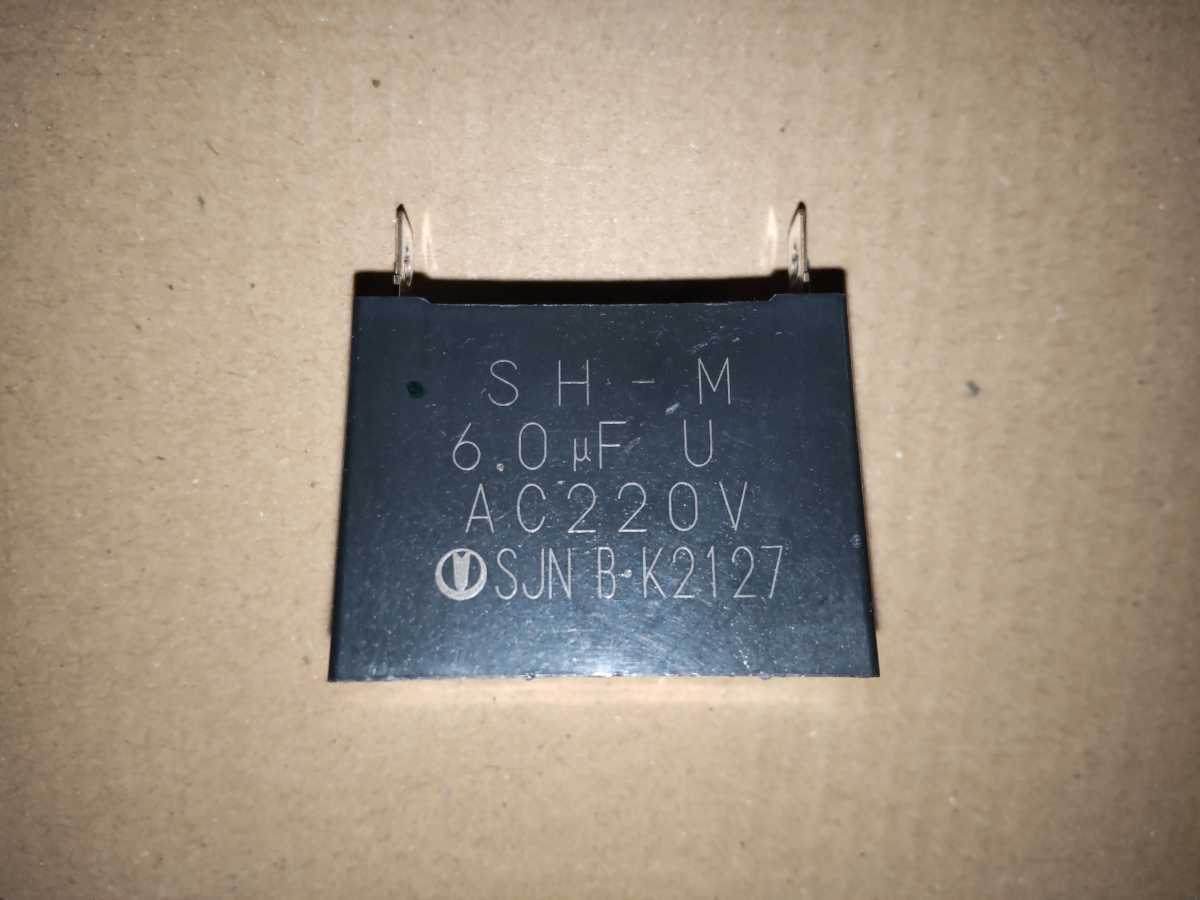 SH-M
6.0μF U
AC220V
SJN B-K2127